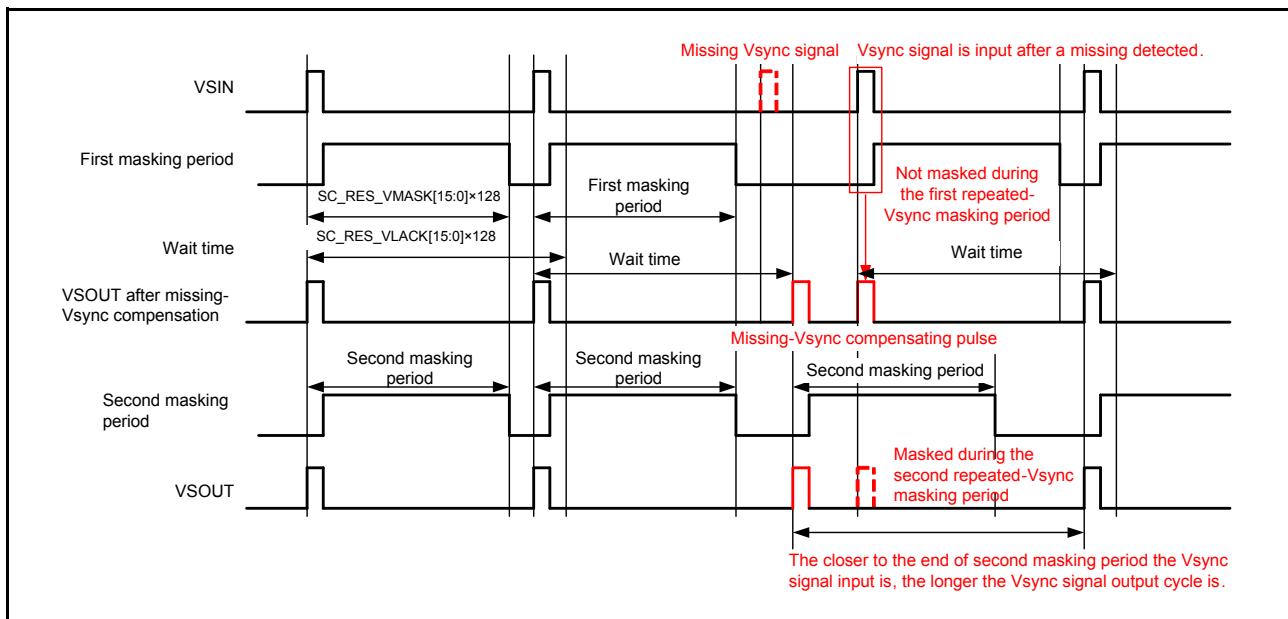 Missing Vsync signal
Vsync signal is input after a missing detected.
VSIN
First masking period
SC_RES_VMASK[15:0]×128
First masking
period
Not masked during
the first repeated-
Vsync masking period
SC_RES_VLACK[15:0]×128
Wait time
Wait time
Wait time
VSOUT after missing-
Vsync compensation
Missing-Vsync compensating pulse
Second masking
period
Second masking
period
Second masking period
Second masking
period
Masked during the
second repeated-Vsync
masking period
VSOUT
The closer to the end of second masking period the Vsync
signal input is, the longer the Vsync signal output cycle is.